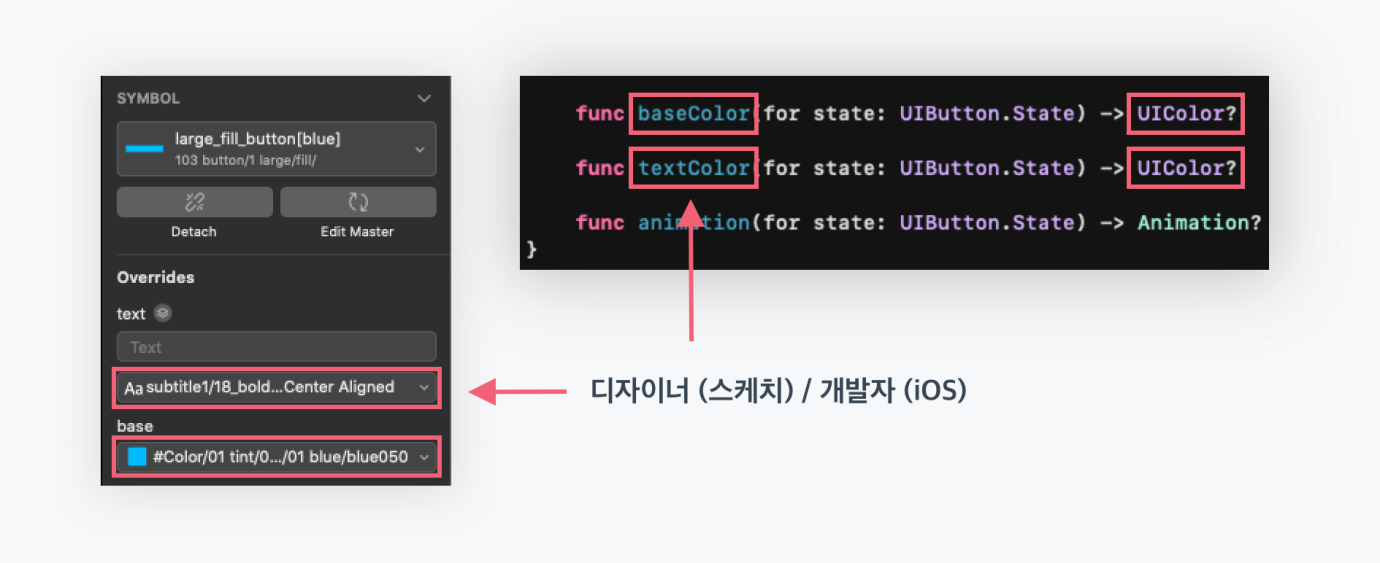 SYMBOL
large_fill_button[blue]
103 button/1 large/fill/
Detach
Edit Master
Overrides
text
Text
Aa subtitle1/18_bold...Center Aligned
base
#Color/01 tint/0.../01 blue/blue050
func baseColor(for state: UIButton.State) -> UIColor?
func textColor(for state: UIButton.State) -> UIColor?
func animation(for state: UIButton.State) -> Animation?
}
디자이너 (스케치) / 개발자 (iOS)